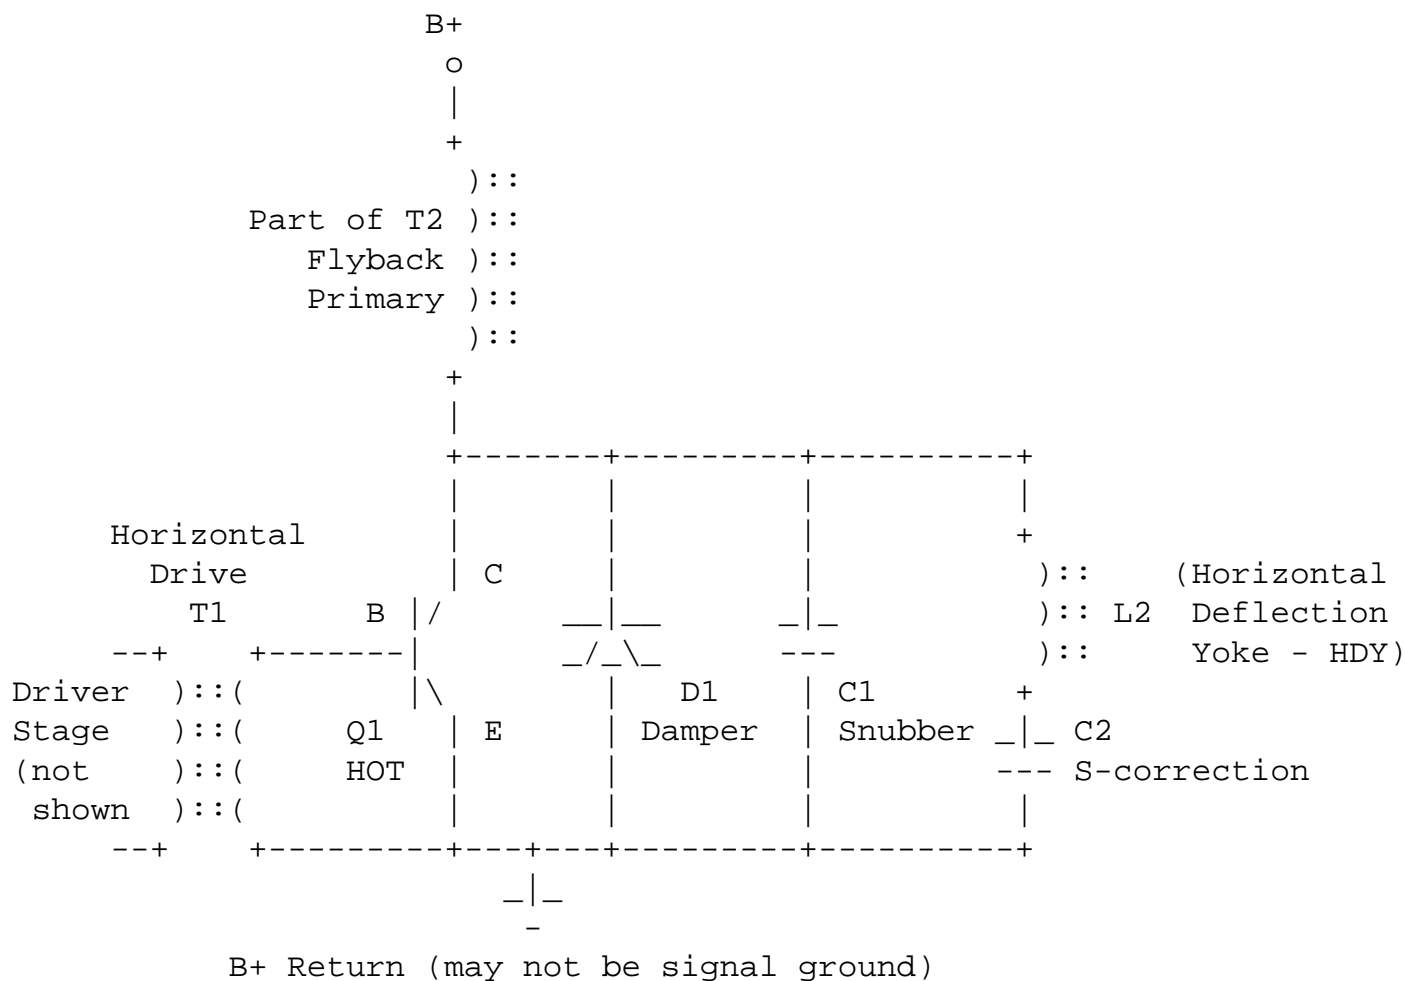 B+
Part of T2
Flyback
Primary
Horizontal
Drive C (Horizontal
T1 B L2 Deflection
Yoke - HDY)
Driver D1 C1
Stage Q1 E Damper Snubber C2
(not HOT S-correction
shown
B+ Return (may not be signal ground)